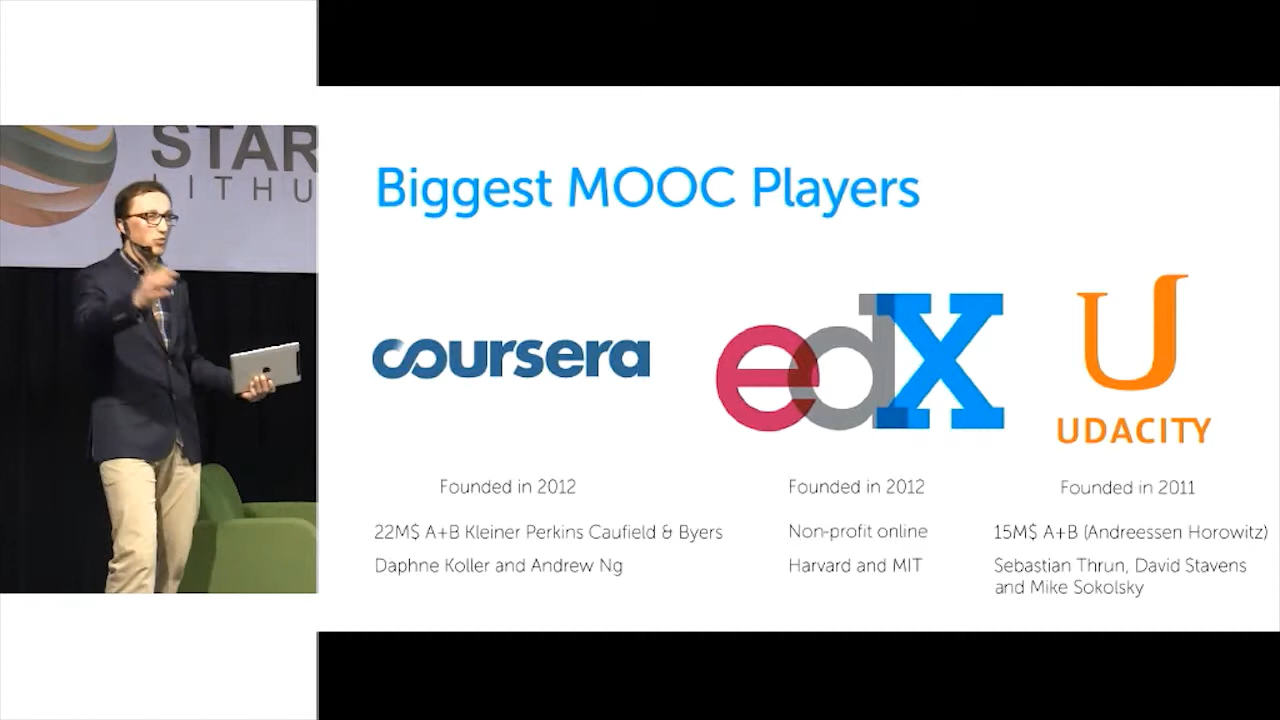 STAR
LITHU
Biggest MOOC Players
coursera
edX
UDACITY
Founded in 2012
22M$ A+B Kleiner Perkins Caufield & Byers
Daphne Koller and Andrew Ng
Founded in 2012
Non-profit online
Harvard and MIT
Founded in 2011
15M$ A+B (Andreessen Horowitz)
Sebastian Thrun, David Stavens
and Mike Sokolsky